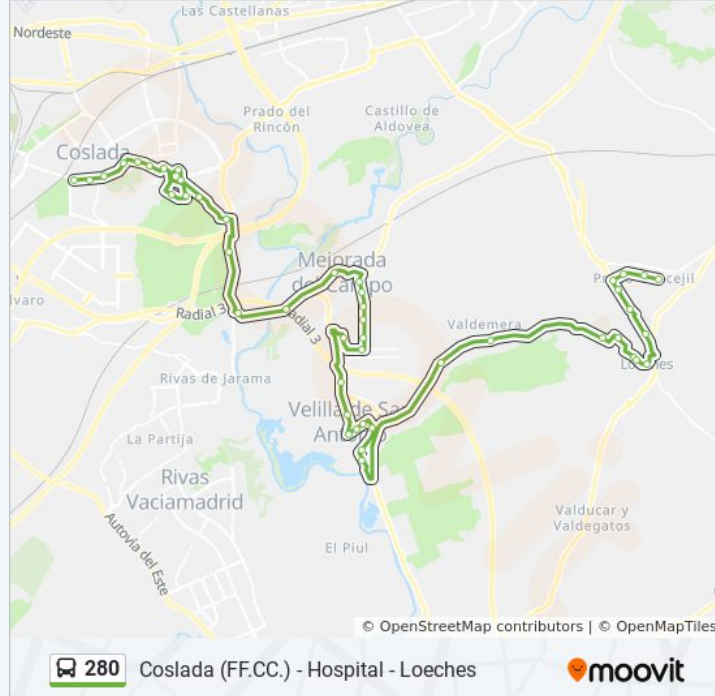 Las Castellanas
Nordeste
Prado del
Rincón
Castillo de
Aldovea
Coslada
Mejorada
del Campo
lvaro
Radial 3
Radial 3
Valdemera
Rivas de Jarama
Velilla de San
Antonio
La Partija
Rivas
Vaciamadrid
Autovía del Este
Valducar y
Valdegatos
El Piul
© OpenStreetMap contributors | © OpenMapTiles
280 Coslada (FF.CC.) - Hospital - Loeches
moovit